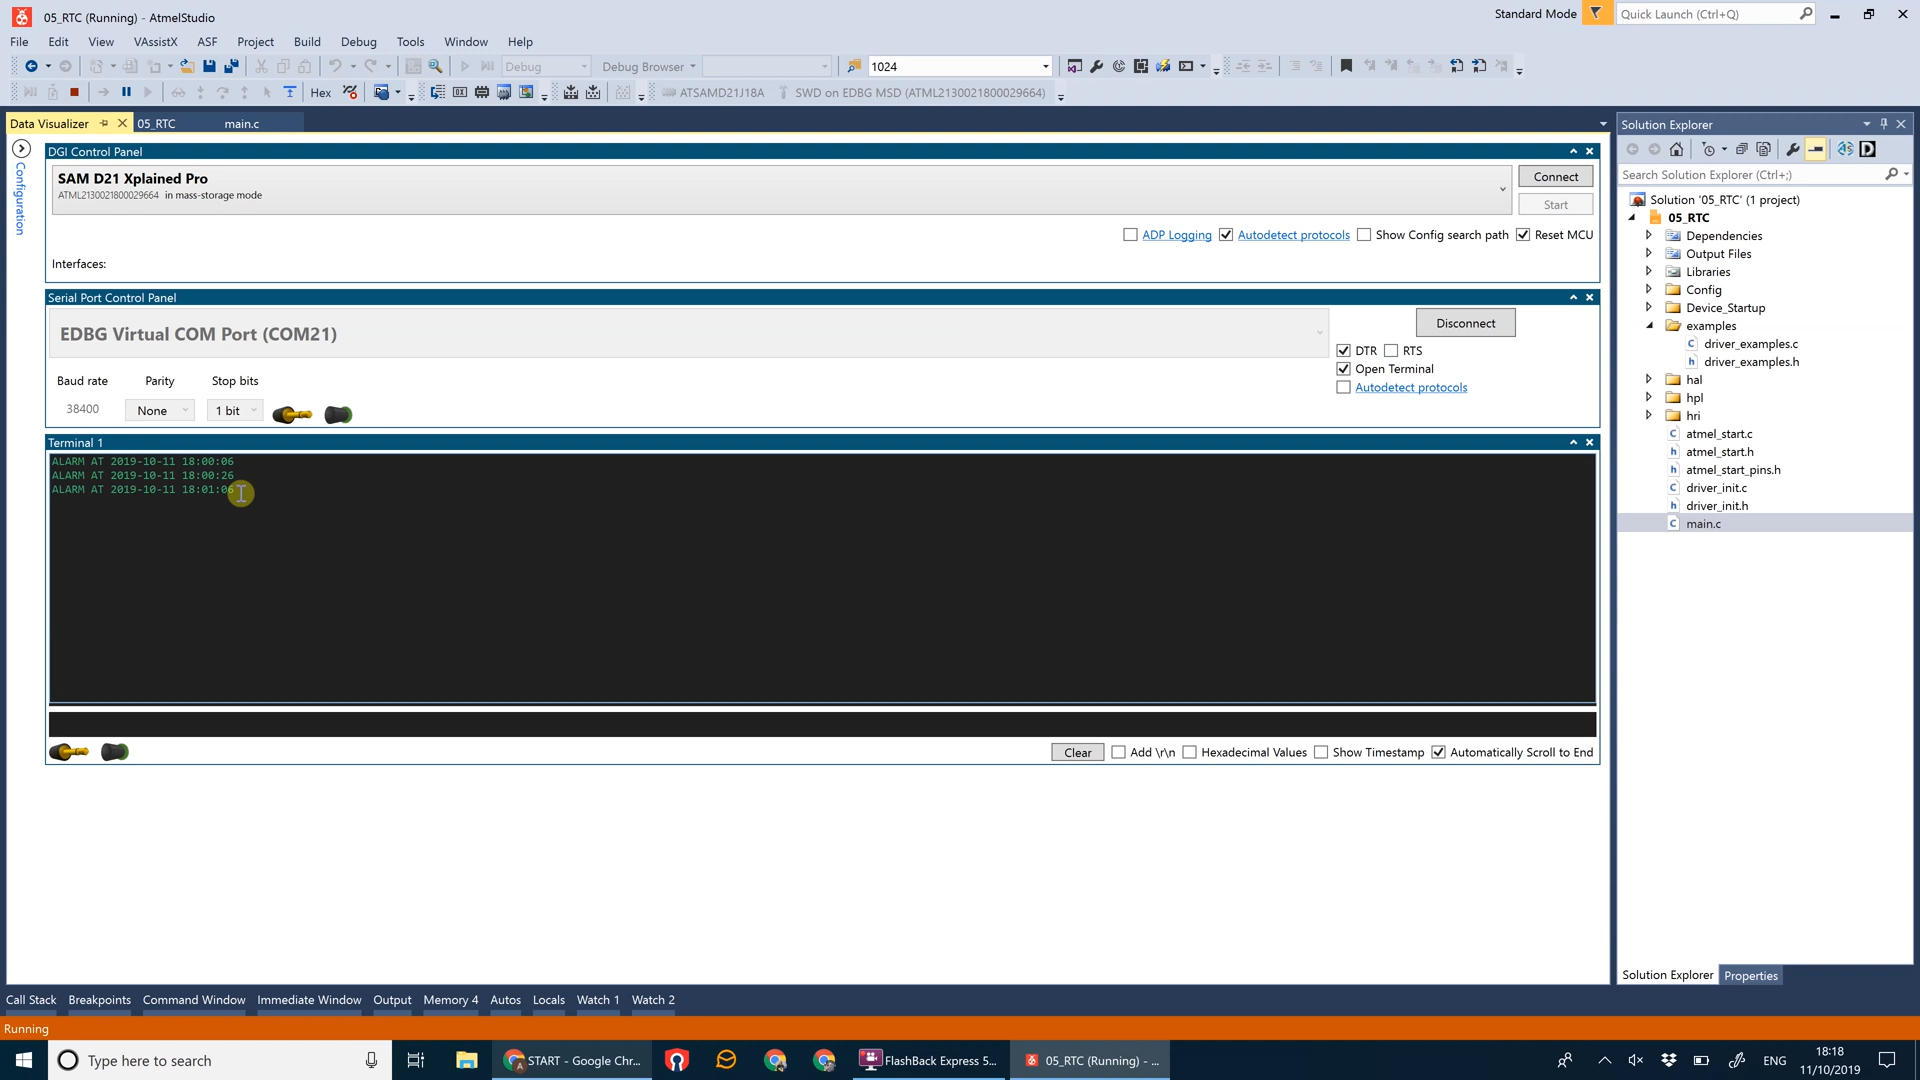 05_RTC (Running) - AtmelStudio
Standard Mode
Quick Launch (Ctrl+Q)
File Edit View VAssistX ASF Project Build Debug Tools Window Help
Debug Debug Browser 1024
Hex ATSAMD21J18A SWD on EDBG MSD (ATML2130021800029664)
Data Visualizer 05_RTC main.c
Configuration
DGI Control Panel
SAM D21 Xplained Pro
ATML2130021800029664 in mass-storage mode
Connect
Start
ADP Logging Autodetect protocols Show Config search path Reset MCU
Interfaces:
Serial Port Control Panel
EDBG Virtual COM Port (COM21)
Disconnect
DTR RTS
Open Terminal
Autodetect protocols
Baud rate Parity Stop bits
38400 None 1 bit
Terminal 1
ALARM AT 2019-10-11 18:00:06
ALARM AT 2019-10-11 18:00:26
ALARM AT 2019-10-11 18:01:06
Clear Add \r\n Hexadecimal Values Show Timestamp Automatically Scroll to End
Solution Explorer
Search Solution Explorer (Ctrl+;)
Solution '05_RTC' (1 project)
05_RTC
Dependencies
Output Files
Libraries
Config
Device_Startup
examples
driver_examples.c
driver_examples.h
hal
hpl
hri
atmel_start.c
atmel_start.h
atmel_start_pins.h
driver_init.c
driver_init.h
main.c
Solution Explorer Properties
Call Stack Breakpoints Command Window Immediate Window Output Memory 4 Autos Locals Watch 1 Watch 2
Running
Type here to search
START - Google Chr...
FlashBack Express 5...
05_RTC (Running) - ...
ENG
18:18
11/10/2019